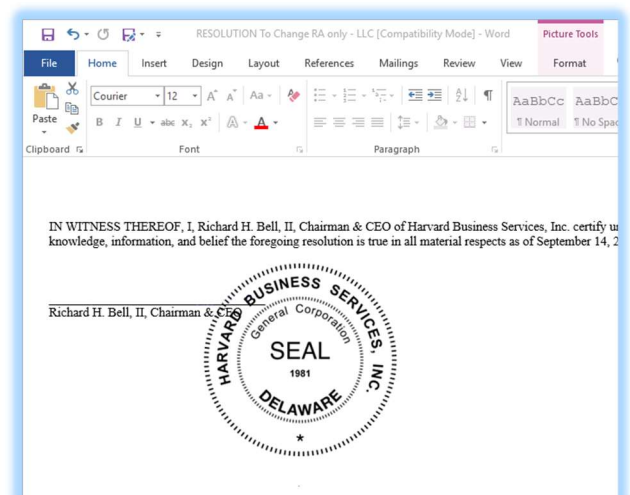 RESOLUTION To Change RA only - LLC [Compatibility Mode] - Word
Picture Tools
File Home Insert Design Layout References Mailings Review View Format
Paste
Courier 12 A A Aa
B I U abc X₂ X² A A
AaBbCc AaBbC
¶ Normal ¶ No Spac
Clipboard Font Paragraph
IN WITNESS THEREOF, I, Richard H. Bell, II, Chairman & CEO of Harvard Business Services, Inc. certify u
knowledge, information, and belief the foregoing resolution is true in all material respects as of September 14, 2
Richard H. Bell, II, Chairman & CEO
HARVARD BUSINESS SERVICES, INC.
General Corporation
SEAL
1981
DELAWARE